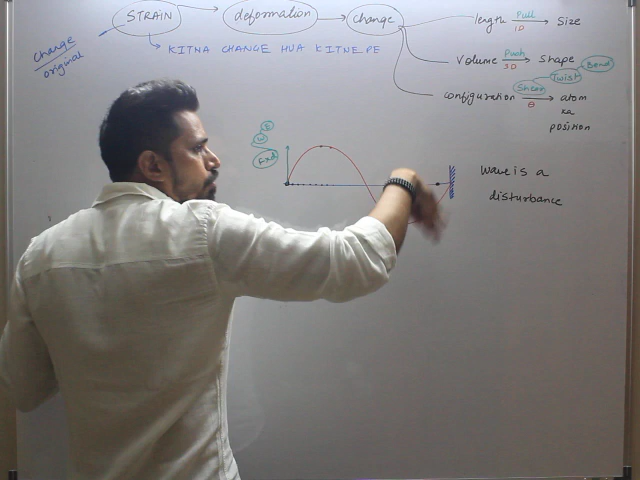 STRAIN deformation change length Pull Size
1D
change
original
KITNA CHANGE HUA KITNE PE
Volume Push Shape Bend
3D
Twist
Shear
configuration θ atom
ka
position
Fxd
wave is a
disturbance